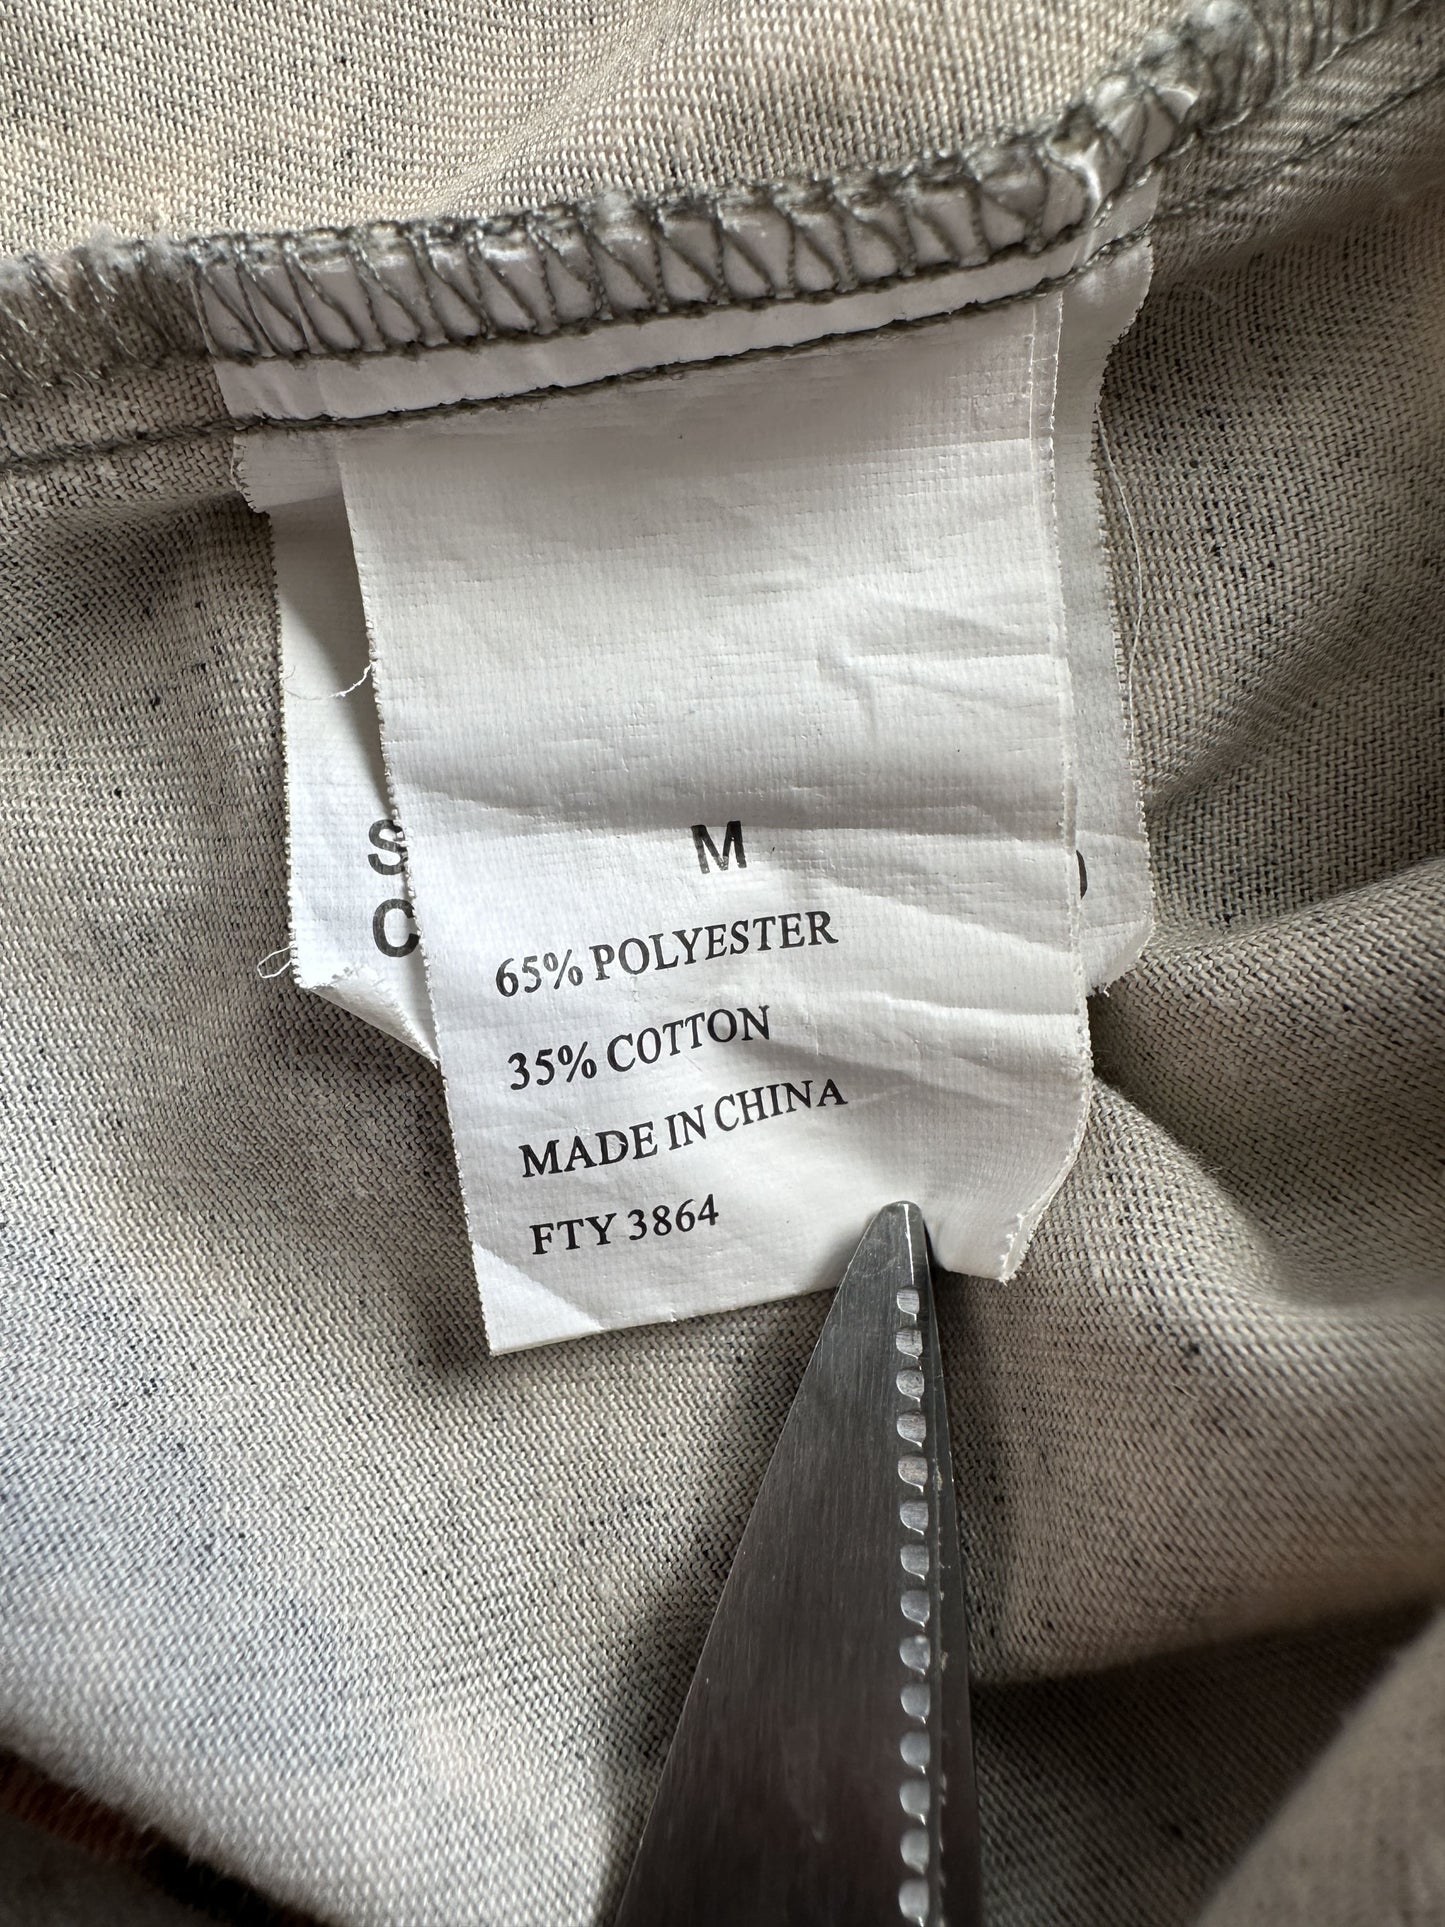 M
65% POLYESTER
35% COTTON
MADE IN CHINA
FTY 3864